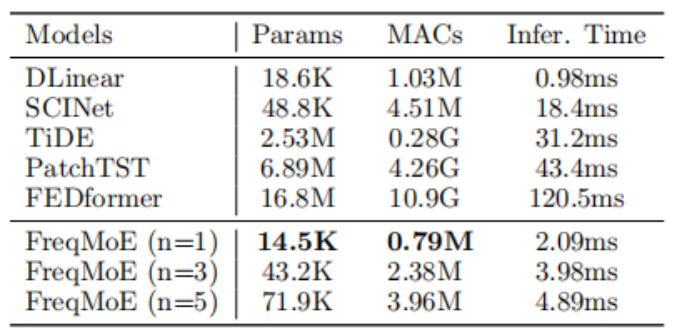 Models Params MACs Infer. Time
DLinear 18.6K 1.03M 0.98ms
SCINet 48.8K 4.51M 18.4ms
TiDE 2.53M 0.28G 31.2ms
PatchTST 6.89M 4.26G 43.4ms
FEDformer 16.8M 10.9G 120.5ms
FreqMoE (n=1) 14.5K 0.79M 2.09ms
FreqMoE (n=3) 43.2K 2.38M 3.98ms
FreqMoE (n=5) 71.9K 3.96M 4.89ms